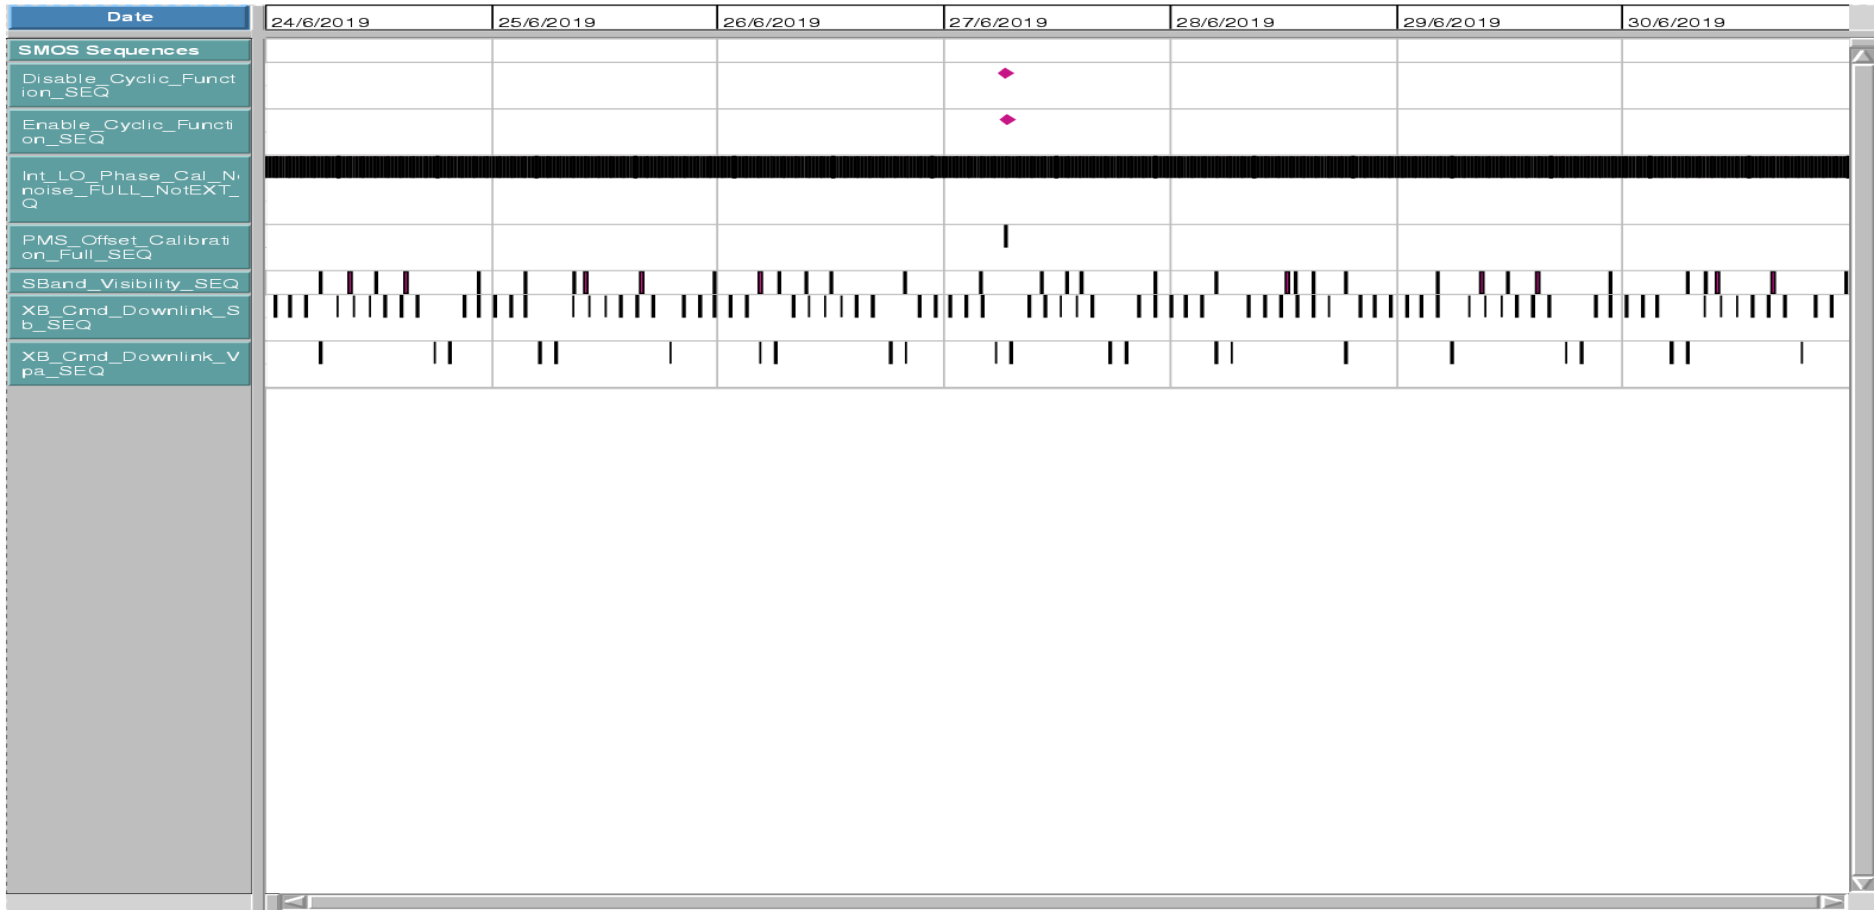 Date
24/6/2019 25/6/2019 26/6/2019 27/6/2019 28/6/2019 29/6/2019 30/6/2019
SMOS Sequences
Disable_Cyclic_Funct
ion_SEQ
Enable_Cyclic_Functi
on_SEQ
Int_LO_Phase_Cal_N
noise_FULL_NotEXT_
Q
PMS_Offset_Calibrati
on_Full_SEQ
SBand_Visibility_SEQ
XB_Cmd_Downlink_S
b_SEQ
XB_Cmd_Downlink_V
pa_SEQ